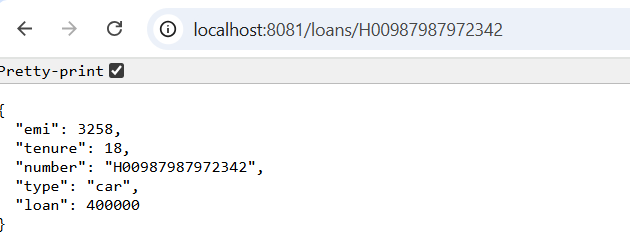 localhost:8081/loans/H00987987972342
Pretty-print
{
  "emi": 3258,
  "tenure": 18,
  "number": "H00987987972342",
  "type": "car",
  "loan": 400000
}